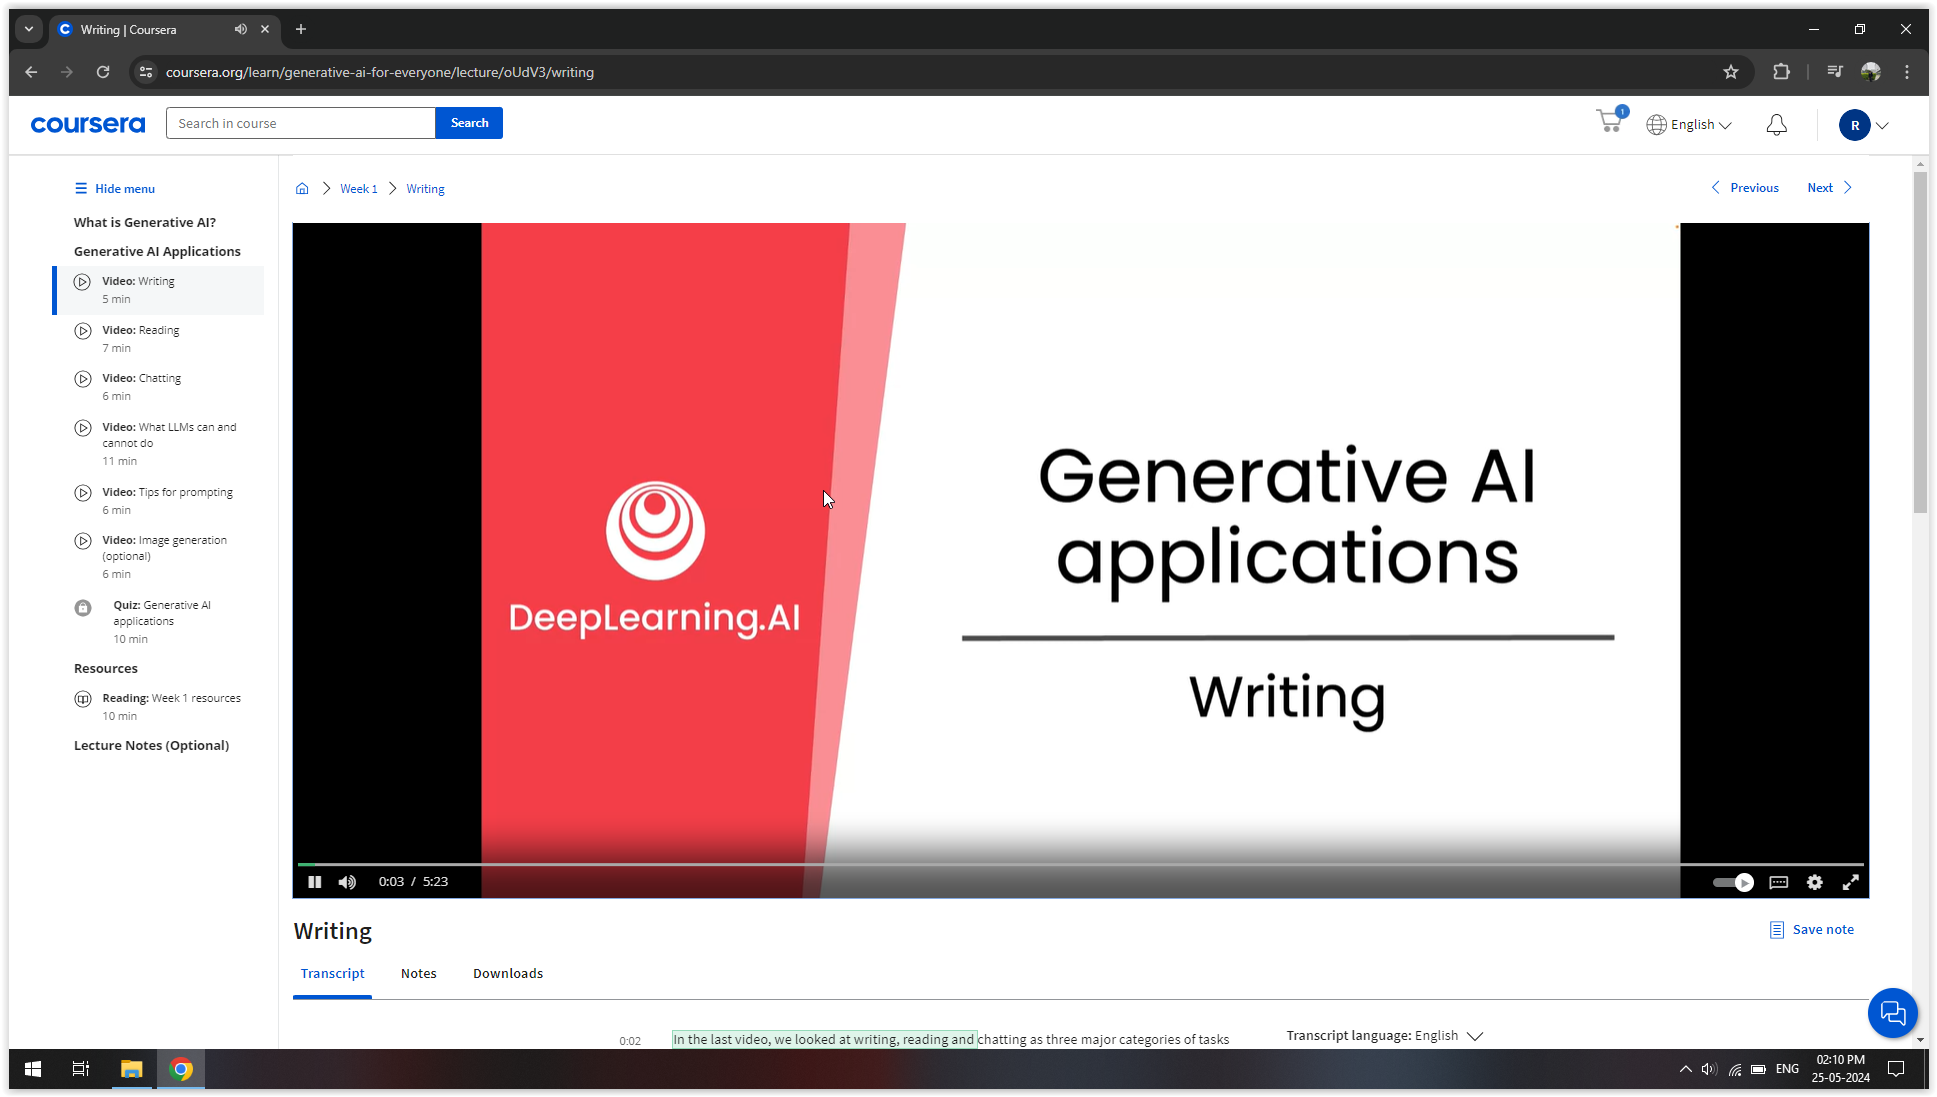 Writing | Coursera
coursera.org/learn/generative-ai-for-everyone/lecture/oUdV3/writing
coursera
Search in course
Search
1
English
R
Hide menu
What is Generative AI?
Generative AI Applications
Video: Writing
5 min
Video: Reading
7 min
Video: Chatting
6 min
Video: What LLMs can and
cannot do
11 min
Video: Tips for prompting
6 min
Video: Image generation
(optional)
6 min
Quiz: Generative AI
applications
10 min
Resources
Reading: Week 1 resources
10 min
Lecture Notes (Optional)
Week 1
Writing
Previous
Next
DeepLearning.AI
Generative AI
applications
Writing
0:03 / 5:23
Writing
Save note
Transcript
Notes
Downloads
0:02
In the last video, we looked at writing, reading and chatting as three major categories of tasks
Transcript language: English
ENG
02:10 PM
25-05-2024